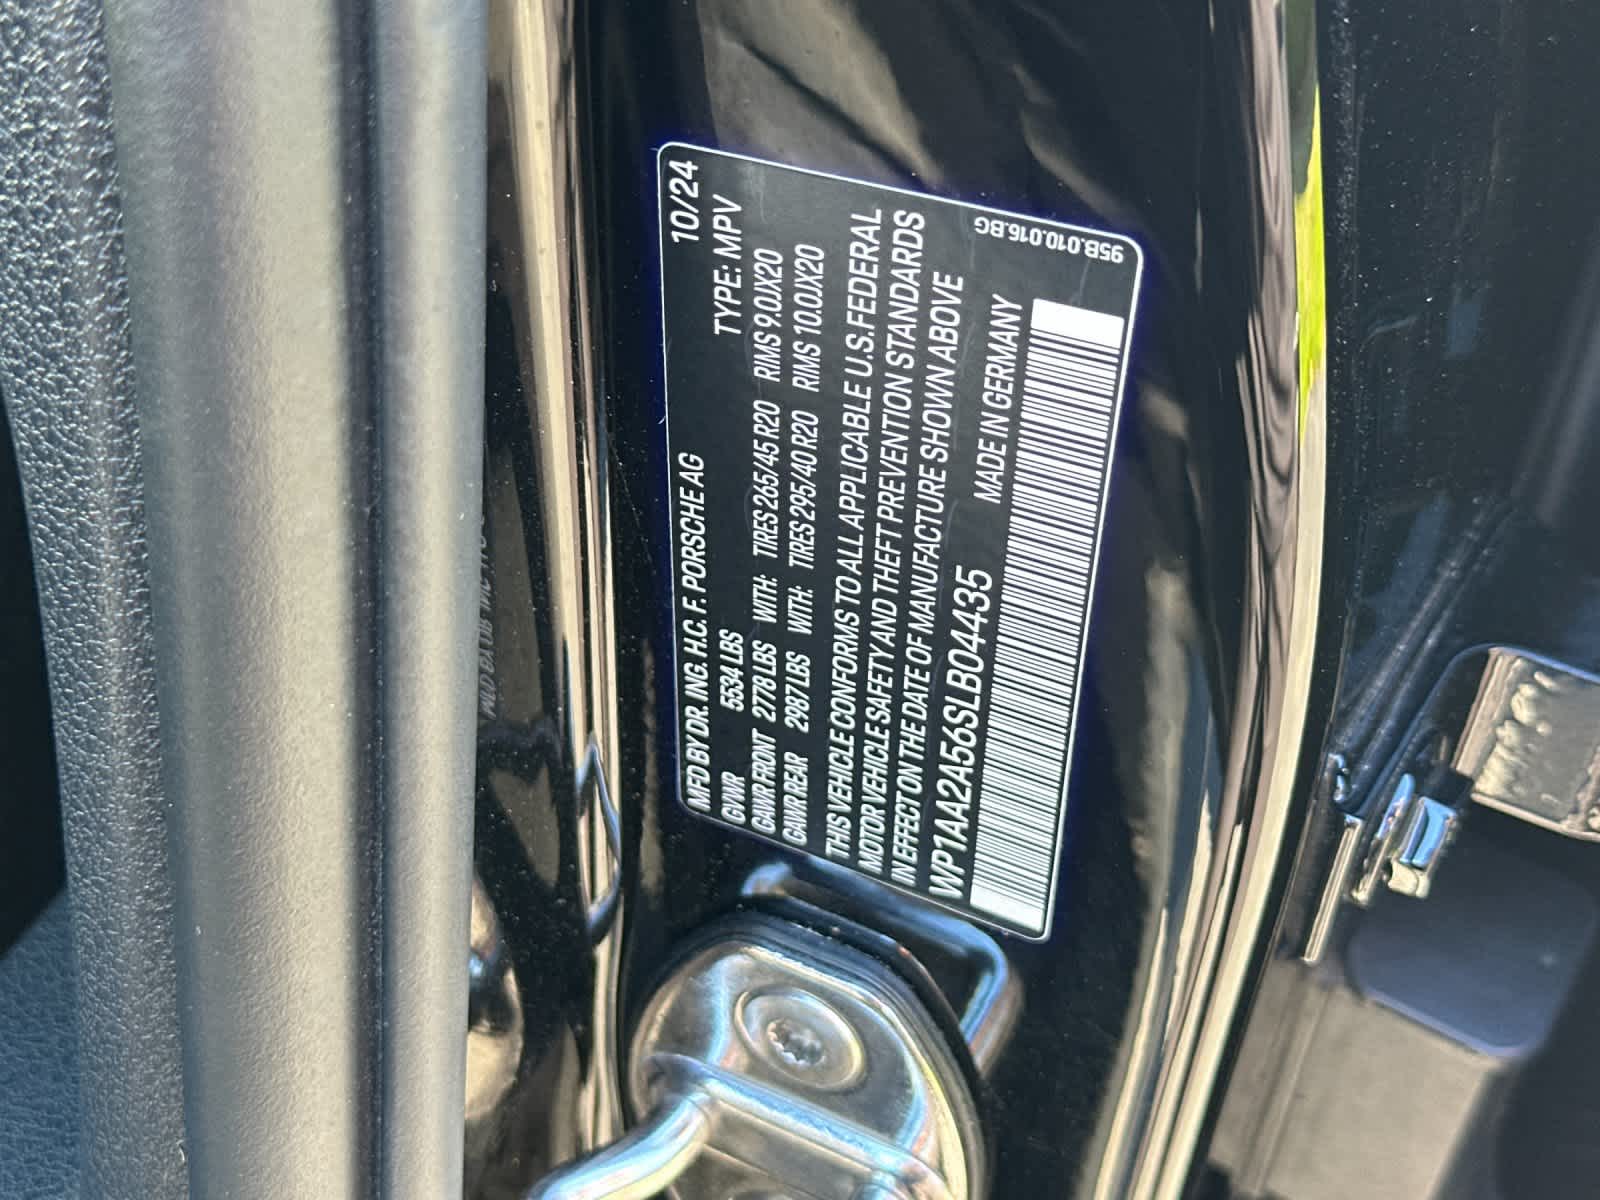 MFD BY DR. ING. H.C. F. PORSCHE AG 10/24
GVWR 5534 LBS TYPE: MPV
GAWR FRONT 2778 LBS WITH: TIRES 265/45 R20 RIMS 9.0JX20
GAWR REAR 2987 LBS WITH: TIRES 295/40 R20 RIMS 10.0JX20
THIS VEHICLE CONFORMS TO ALL APPLICABLE U.S. FEDERAL
MOTOR VEHICLE SAFETY AND THEFT PREVENTION STANDARDS
IN EFFECT ON THE DATE OF MANUFACTURE SHOWN ABOVE
WP1AA2A56SLB04435 MADE IN GERMANY
95B.010.016.BG